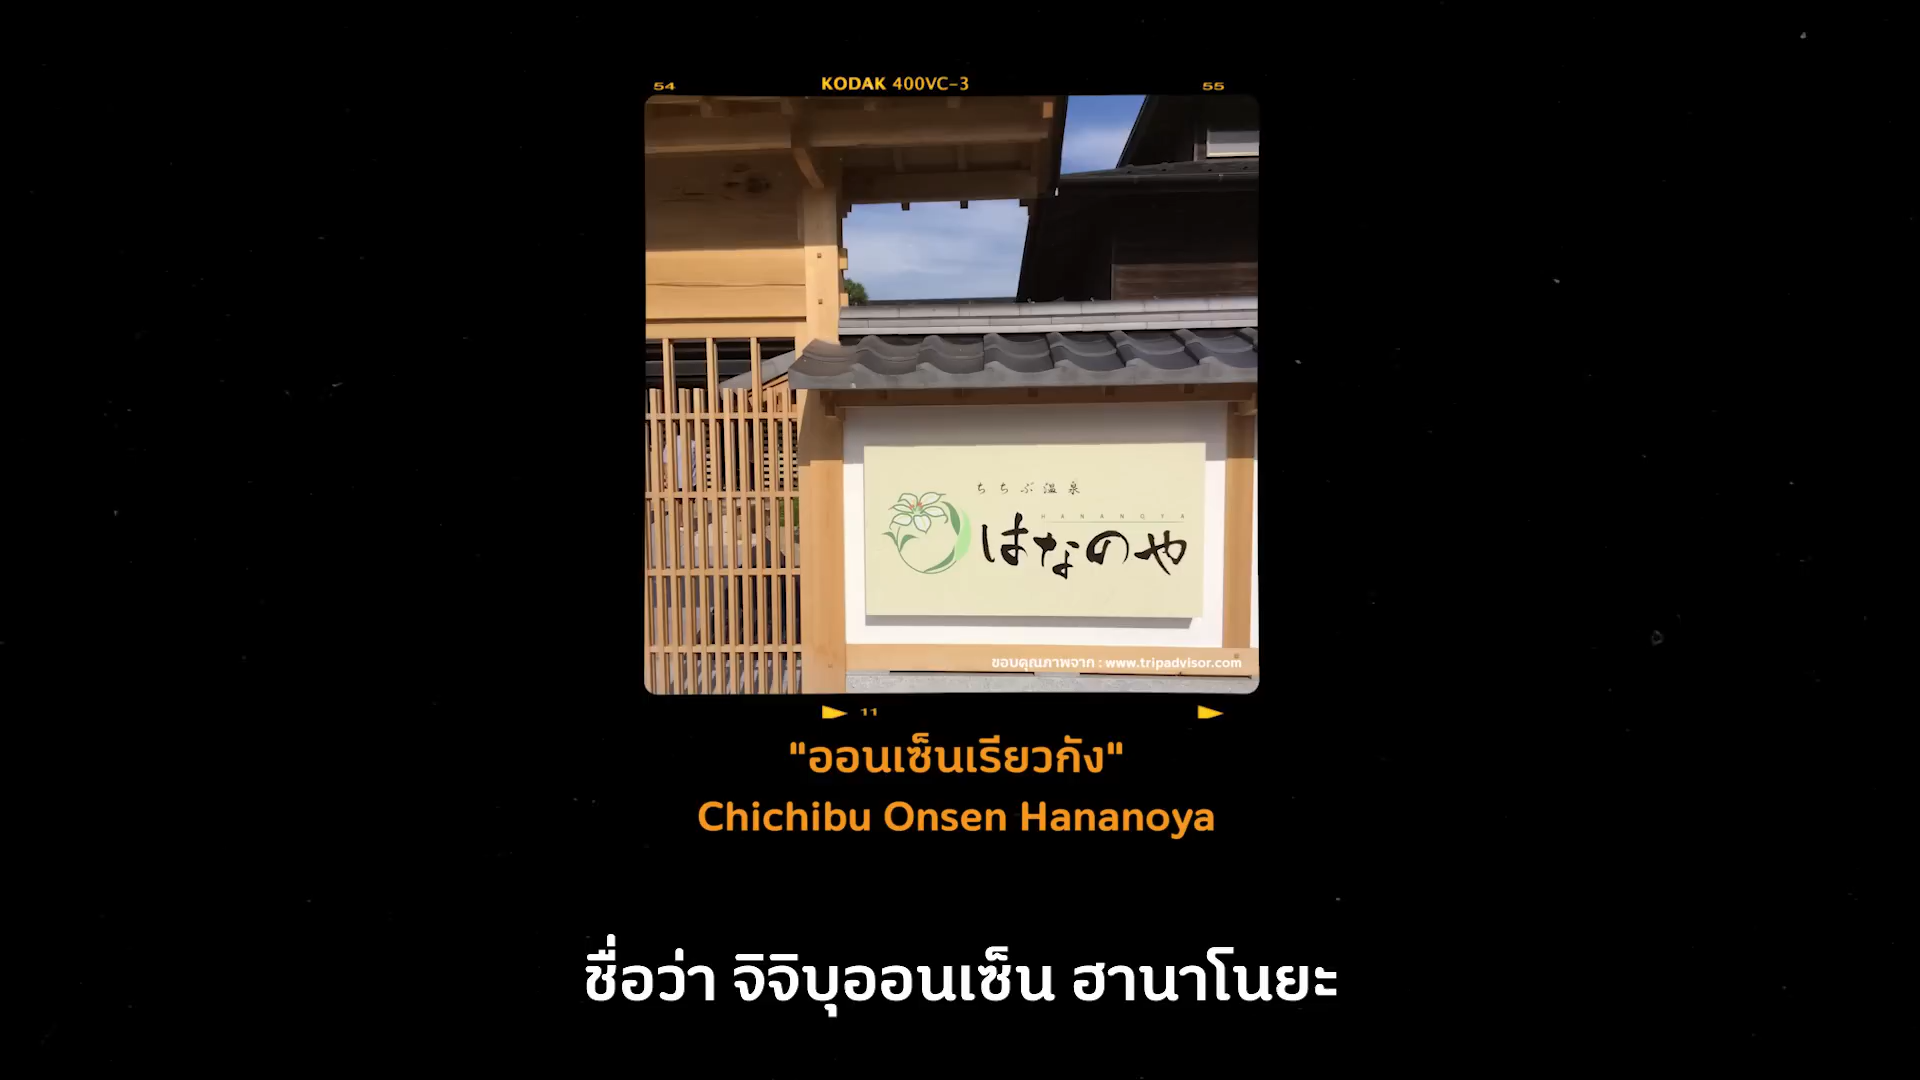 54 KODAK 400VC-3 55
ちちぶ温泉
HANANOYA
はなのや
ขอบคุณภาพจาก : www.tripadvisor.com
11
"ออนเซ็นเรียวกัง"
Chichibu Onsen Hananoya
ชื่อว่า จิจิบุออนเซ็น ฮานาโนยะ